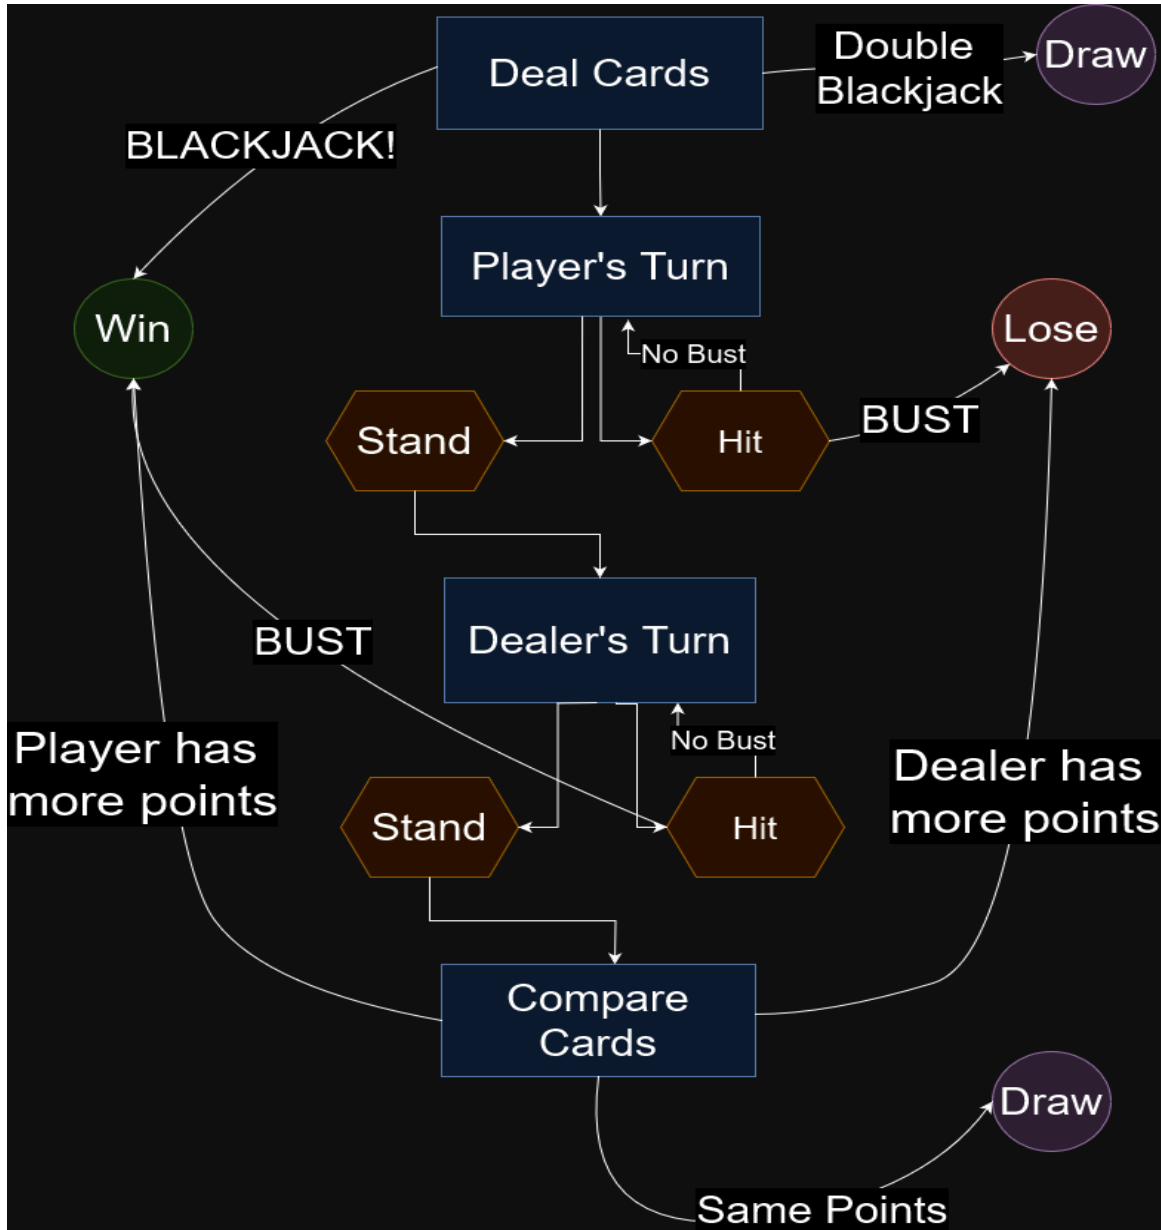 Deal Cards
Double
Blackjack
Draw
BLACKJACK!
Player's Turn
Win
Lose
No Bust
Stand
Hit
BUST
Dealer's Turn
BUST
No Bust
Player has
more points
Dealer has
more points
Stand
Hit
Compare
Cards
Draw
Same Points